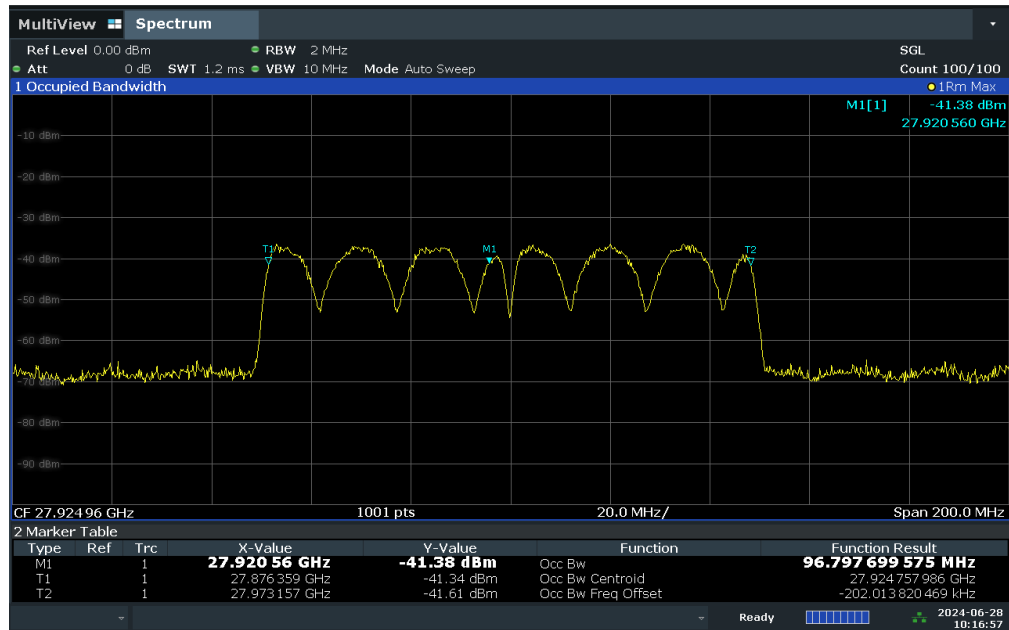 MultiView Spectrum
Ref Level 0.00 dBm RBW 2 MHz SGL
Att 0 dB SWT 1.2 ms VBW 10 MHz Mode Auto Sweep Count 100/100
1 Occupied Bandwidth 1Rm Max
M1[1] -41.38 dBm
27.920 560 GHz
-10 dBm
-20 dBm
-30 dBm
T1 M1 T2
-40 dBm
-50 dBm
-60 dBm
-70 dBm
-80 dBm
-90 dBm
CF 27.924 96 GHz 1001 pts 20.0 MHz/ Span 200.0 MHz
2 Marker Table
Type Ref Trc X-Value Y-Value Function Function Result
M1 1 27.920 56 GHz -41.38 dBm Occ Bw 96.797 699 575 MHz
T1 1 27.876 359 GHz -41.34 dBm Occ Bw Centroid 27.924 757 986 GHz
T2 1 27.973 157 GHz -41.61 dBm Occ Bw Freq Offset -202.013 820 469 kHz
Ready 2024-06-28
10:16:57